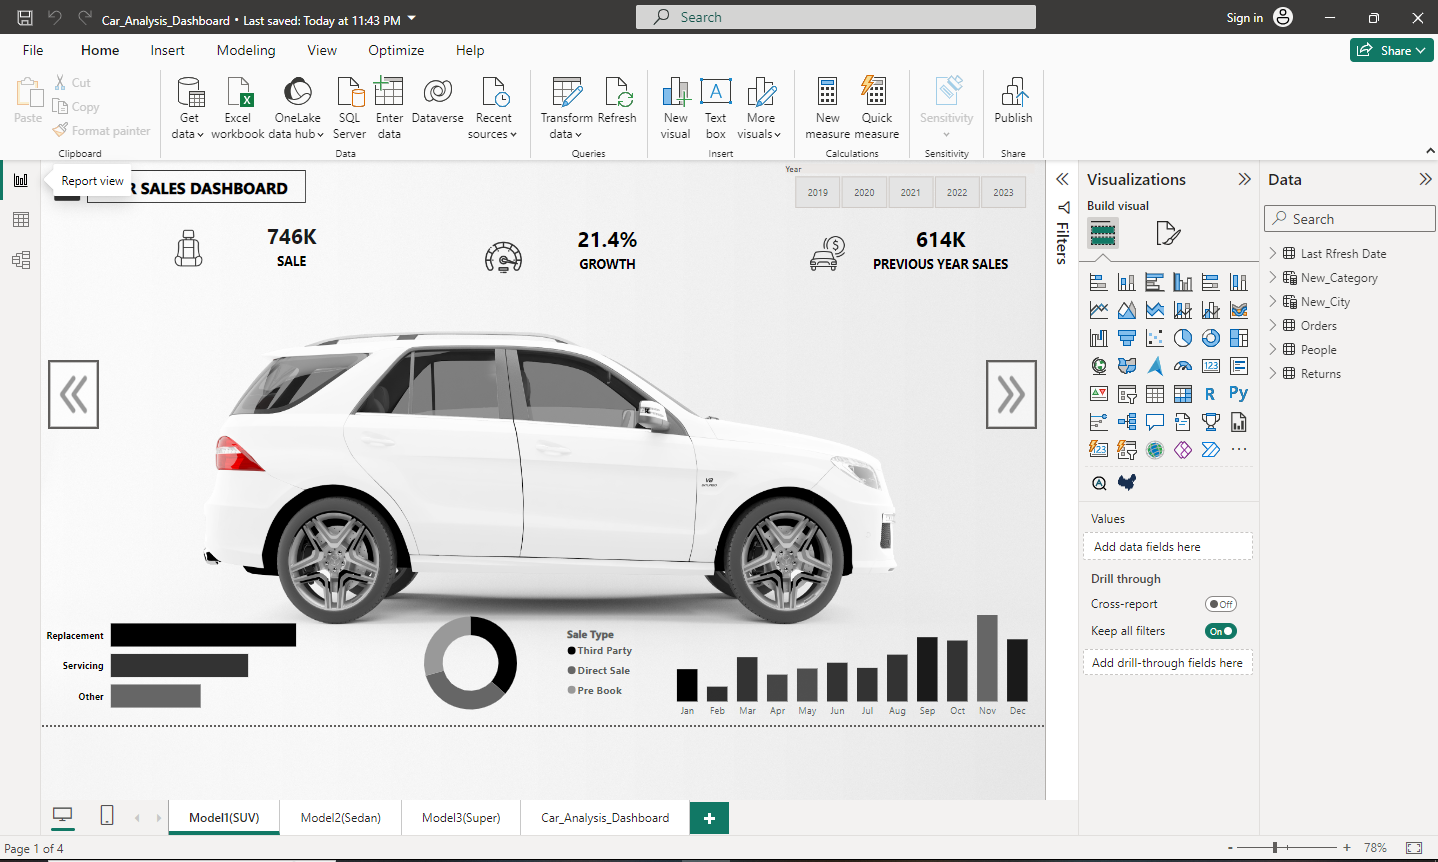 Car_Analysis_Dashboard • Last saved: Today at 11:43 PM
Search
Sign in
File
Home
Insert
Modeling
View
Optimize
Help
Share
Paste
Cut
Copy
Format painter
Clipboard
Get data
Excel workbook
OneLake data hub
SQL Server
Enter data
Dataverse
Recent sources
Data
Transform data
Refresh
Queries
New visual
Text box
More visuals
Insert
New measure
Quick measure
Calculations
Sensitivity
Sensitivity
Publish
Share
Report view
R SALES DASHBOARD
Year
2019
2020
2021
2022
2023
746K
SALE
21.4%
GROWTH
614K
PREVIOUS YEAR SALES
Replacement
Servicing
Other
Sale Type
Third Party
Direct Sale
Pre Book
Jan
Feb
Mar
Apr
May
Jun
Jul
Aug
Sep
Oct
Nov
Dec
Filters
Visualizations
Build visual
123
R
Py
123
Values
Add data fields here
Drill through
Cross-report
Off
Keep all filters
On
Add drill-through fields here
Data
Search
Last Rfresh Date
New_Category
New_City
Orders
People
Returns
Model1(SUV)
Model2(Sedan)
Model3(Super)
Car_Analysis_Dashboard
Page 1 of 4
78%